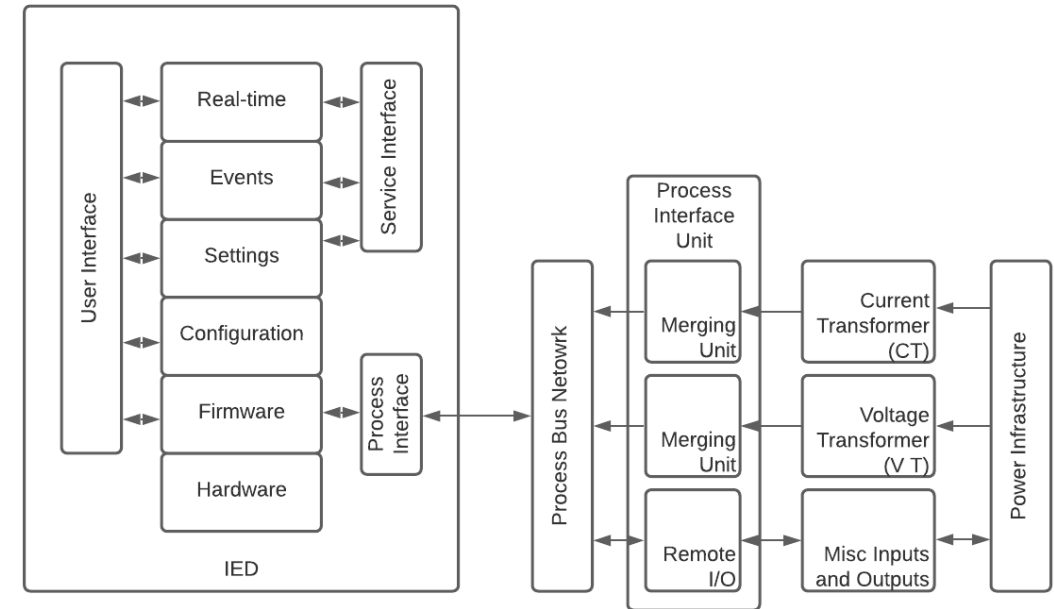 User Interface
Real-time
Events
Settings
Configuration
Firmware
Hardware
Service Interface
Process
Interface
IED
Process Bus Netowrk
Process
Interface
Unit
Merging
Unit
Merging
Unit
Remote
I/O
Current
Transformer
(CT)
Voltage
Transformer
(V T)
Misc Inputs
and Outputs
Power Infrastructure